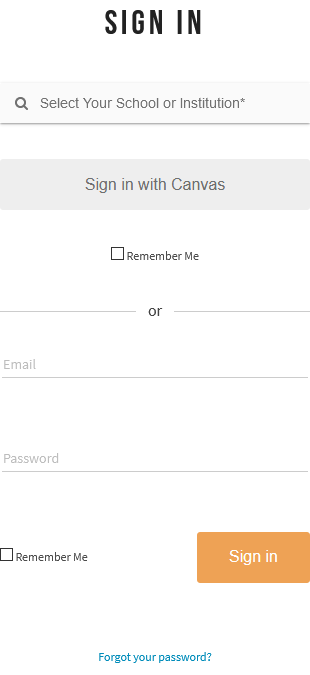 SIGN IN
Select Your School or Institution*
Sign in with Canvas
Remember Me
or
Email
Password
Remember Me
Sign in
Forgot your password?